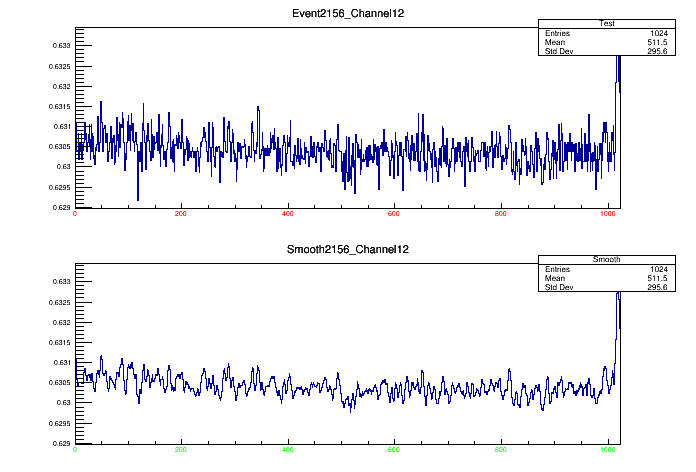 Event2156_Channel12
Test
Entries 1024
Mean 511.5
Std Dev 295.6
0.633
0.6325
0.632
0.6315
0.631
0.6305
0.63
0.6295
0.629
0 200 400 600 800 1000
Smooth2156_Channel12
Smooth
Entries 1024
Mean 511.5
Std Dev 295.6
0.633
0.6325
0.632
0.6315
0.631
0.6305
0.63
0.6295
0.629
0 200 400 600 800 1000